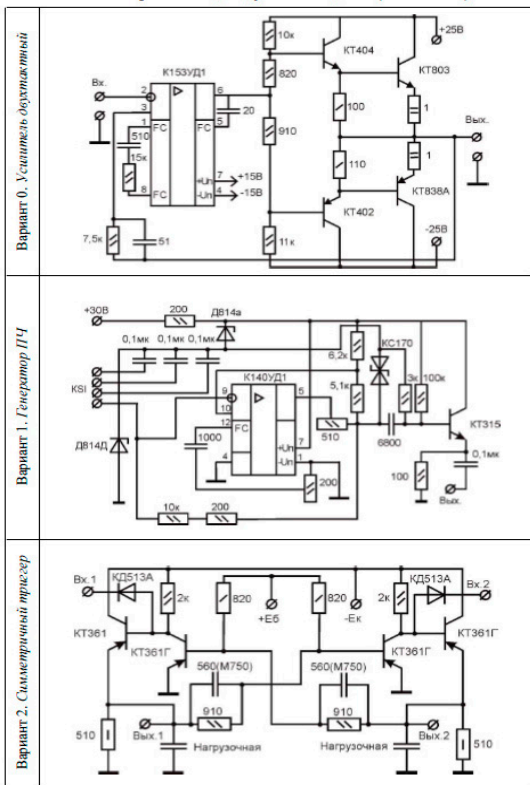 Вариант 0. Усилитель двухтактный
Вх.
К153УД1
2
3
1
510
15к
8
FC
FC
6
5
20
+Uп
-Uп
7
4
+15В
-15В
7,5к
51
10к
820
910
11к
КТ404
КТ402
100
110
КТ803
КТ838А
1
1
+25В
-25В
Вых.
Вариант 1. Генератор ПЧ
+30В
200
Д814а
0,1мк
0,1мк
0,1мк
KSI
Д814Д
К140УД1
9
10
12
FC
4
1000
5
7
1
+Uп
-Uп
510
200
10к
200
6,2к
5,1к
КС170
6800
3к
100к
КТ315
100
0,1мк
Вых.
Вариант 2. Симметричный триггер
Вх.1
КД513А
2к
820
+Еб
820
-Ек
2к
КД513А
Вх.2
КТ361
КТ361Г
КТ361Г
КТ361Г
560(М750)
560(М750)
910
910
510
Вых.1
Нагрузочная
Нагрузочная
Вых.2
510